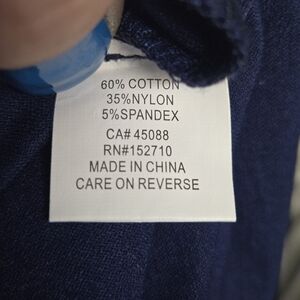 60% COTTON
35%NYLON
5%SPANDEX
CA# 45088
RN#152710
MADE IN CHINA
CARE ON REVERSE